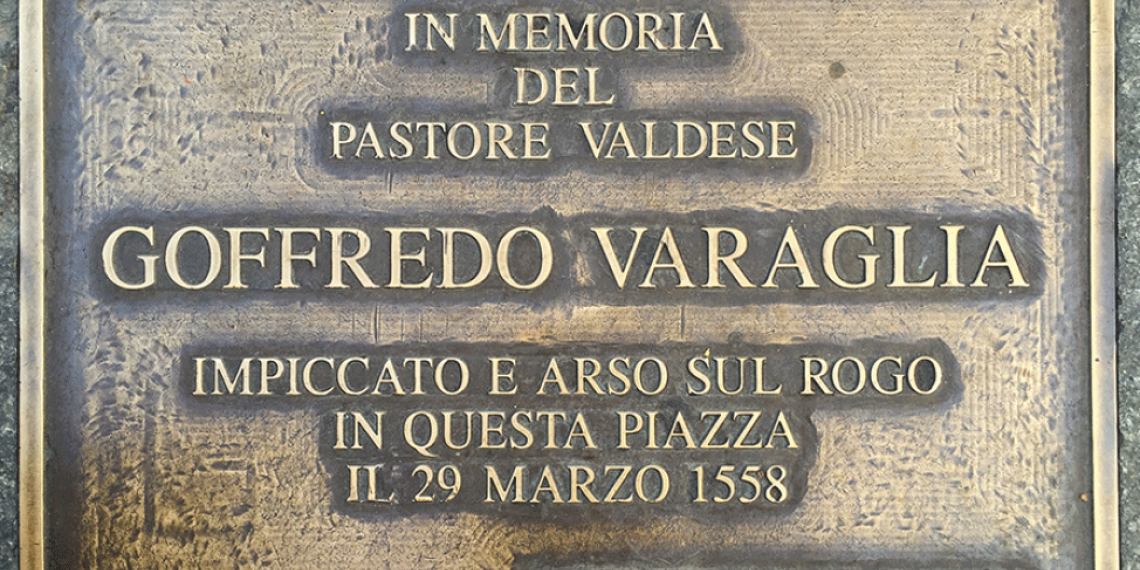 IN MEMORIA
DEL
PASTORE VALDESE
GOFFREDO VARAGLIA
IMPICCATO E ARSO SUL ROGO
IN QUESTA PIAZZA
IL 29 MARZO 1558